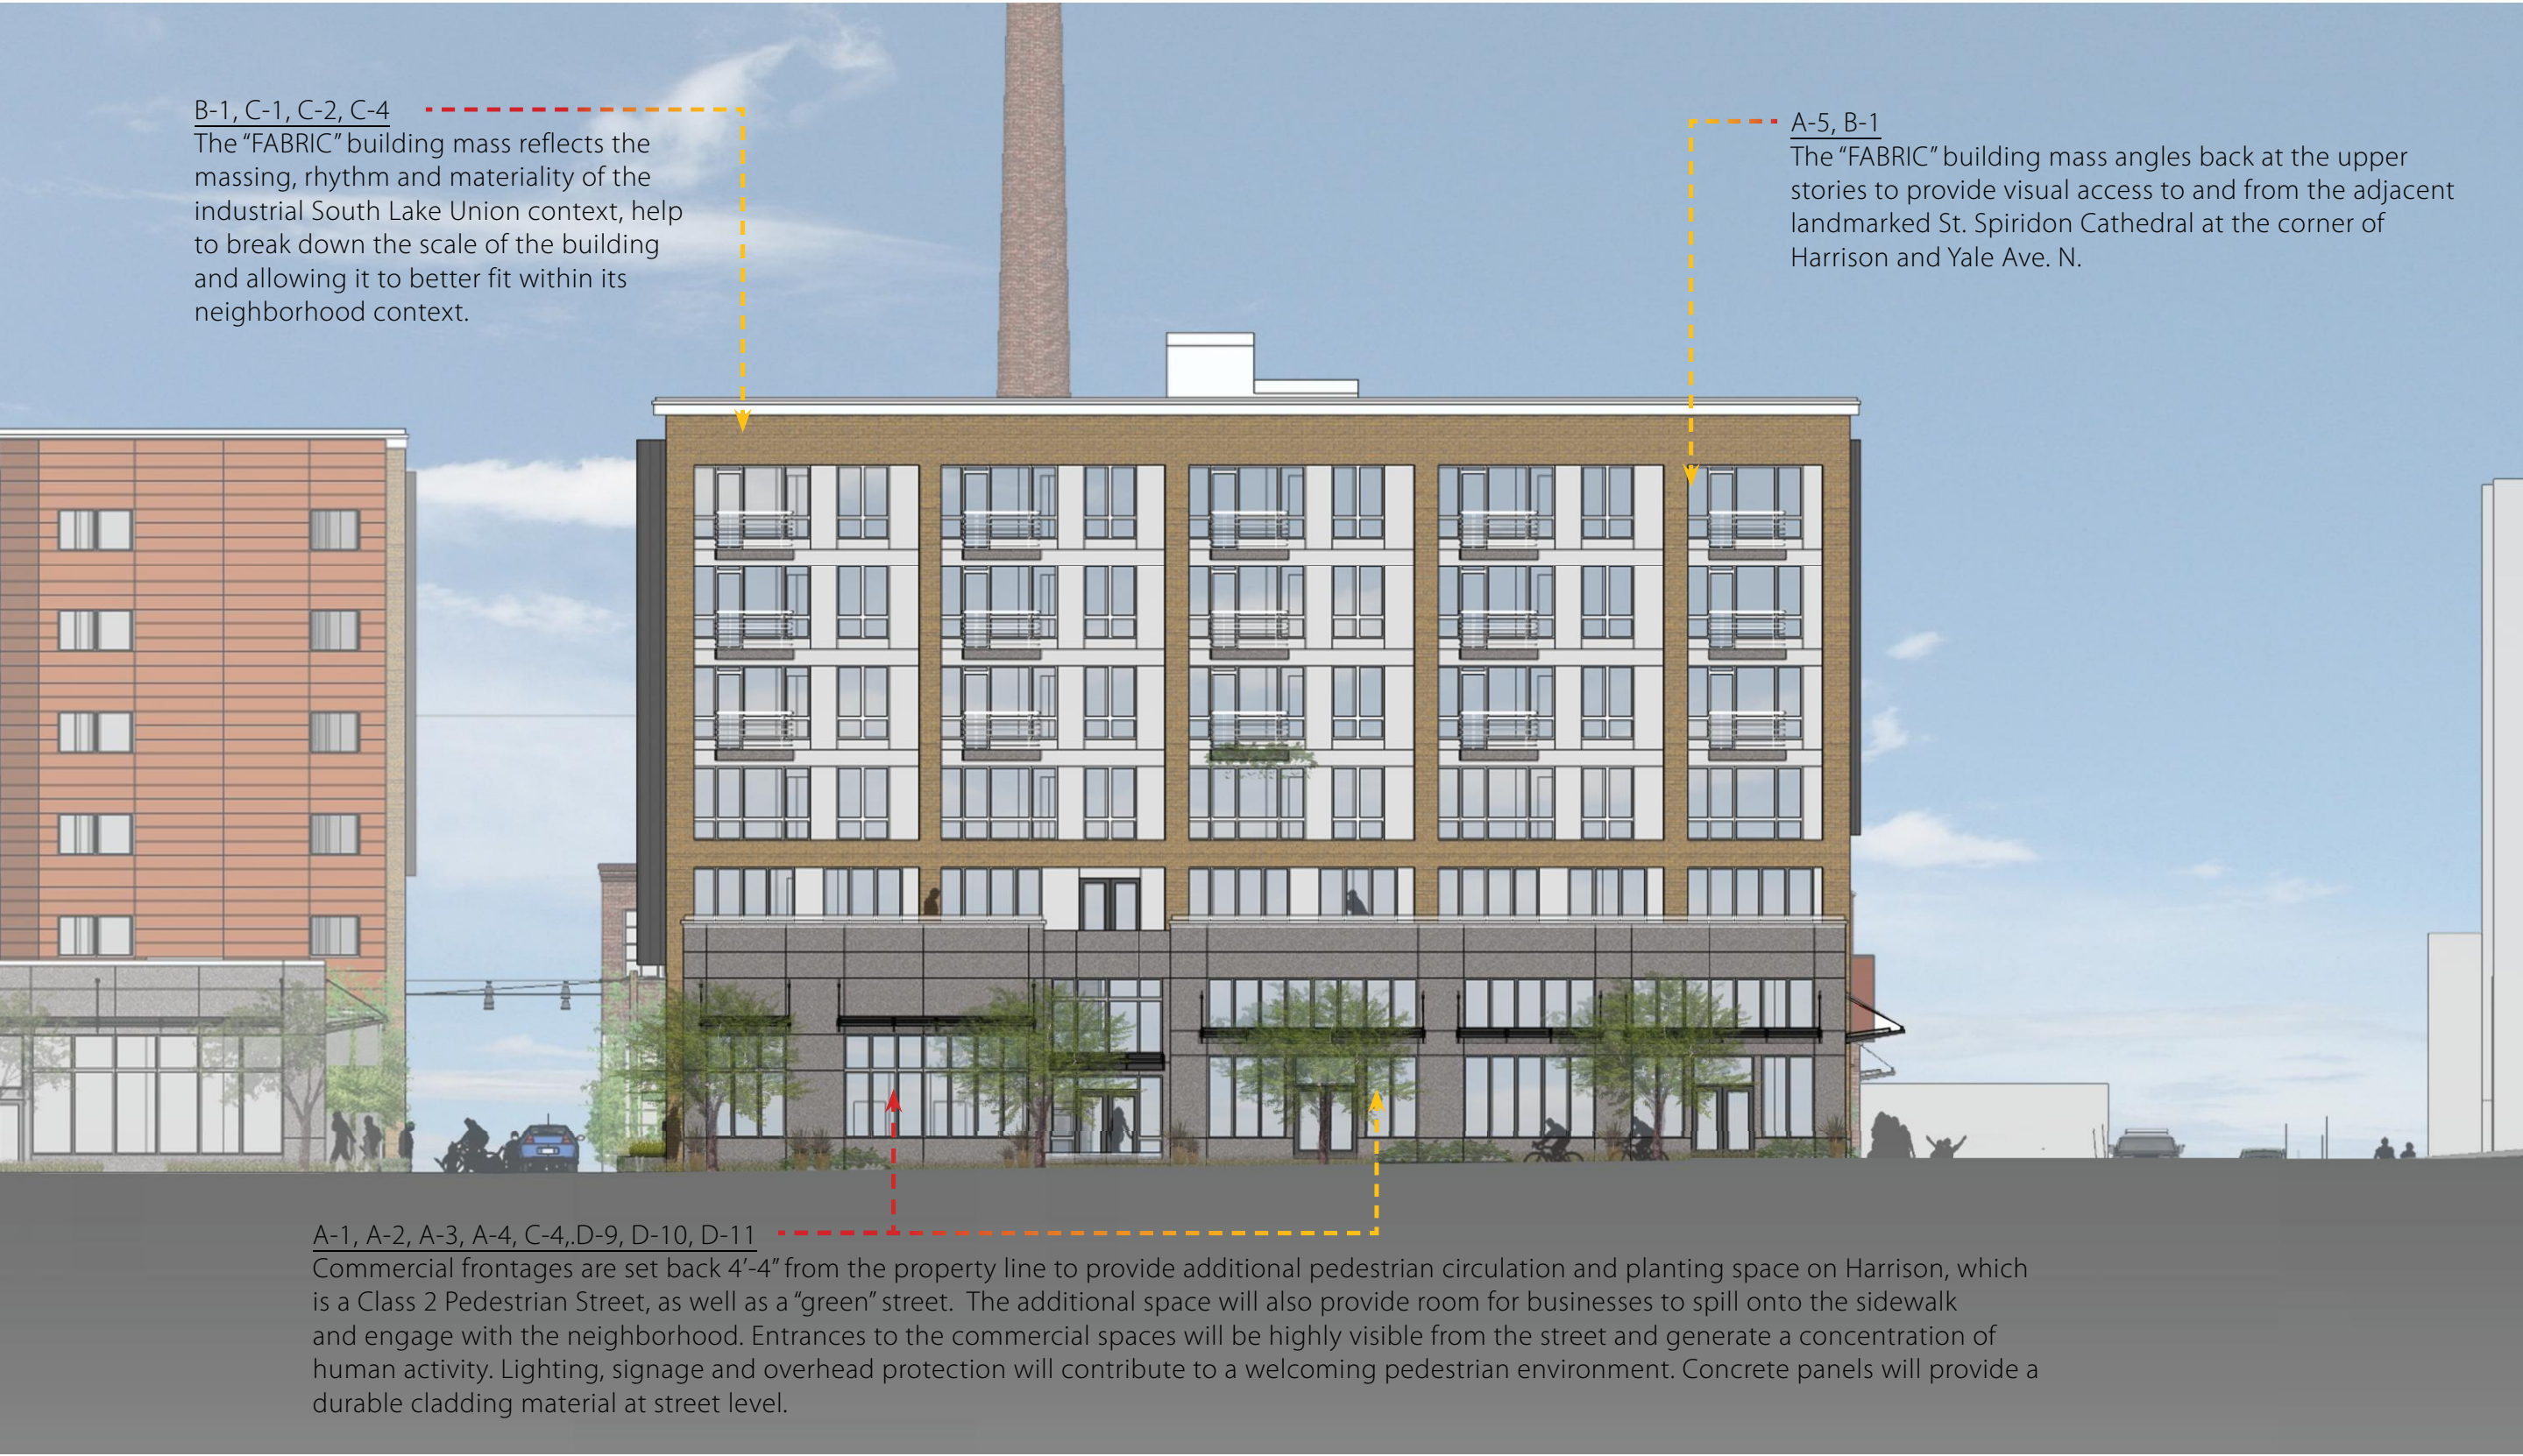 B-1, C-1, C-2, C-4
The “FABRIC” building mass reflects the
massing, rhythm and materiality of the
industrial South Lake Union context, help
to break down the scale of the building
and allowing it to better fit within its
neighborhood context.
A-5, B-1
The “FABRIC” building mass angles back at the upper
stories to provide visual access to and from the adjacent
landmarked St. Spiridon Cathedral at the corner of
Harrison and Yale Ave. N.
A-1, A-2, A-3, A-4, C-4,.D-9, D-10, D-11
Commercial frontages are set back 4’-4” from the property line to provide additional pedestrian circulation and planting space on Harrison, which
is a Class 2 Pedestrian Street, as well as a “green” street.  The additional space will also provide room for businesses to spill onto the sidewalk
and engage with the neighborhood. Entrances to the commercial spaces will be highly visible from the street and generate a concentration of
human activity. Lighting, signage and overhead protection will contribute to a welcoming pedestrian environment. Concrete panels will provide a
durable cladding material at street level.